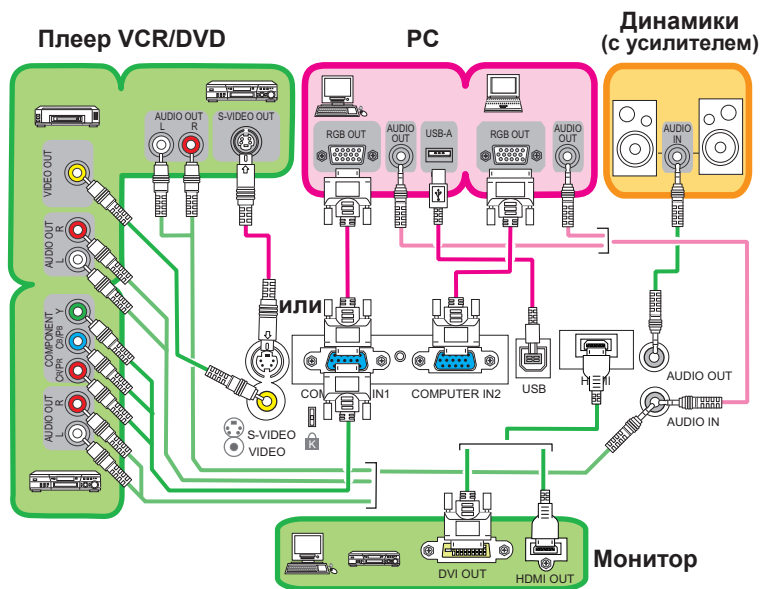 Плеер VCR/DVD
PC
Динамики
(с усилителем)
AUDIO OUT
L
R
S-VIDEO OUT
RGB OUT
AUDIO
OUT
USB-A
RGB OUT
AUDIO
OUT
AUDIO
IN
VIDEO OUT
AUDIO OUT
R
L
COMPONENT
Y
CB/PB
CR/PR
AUDIO OUT
R
L
или
IN1
COMPUTER IN2
USB
AUDIO OUT
AUDIO IN
S-VIDEO
VIDEO
K
DVI OUT
HDMI OUT
Монитор